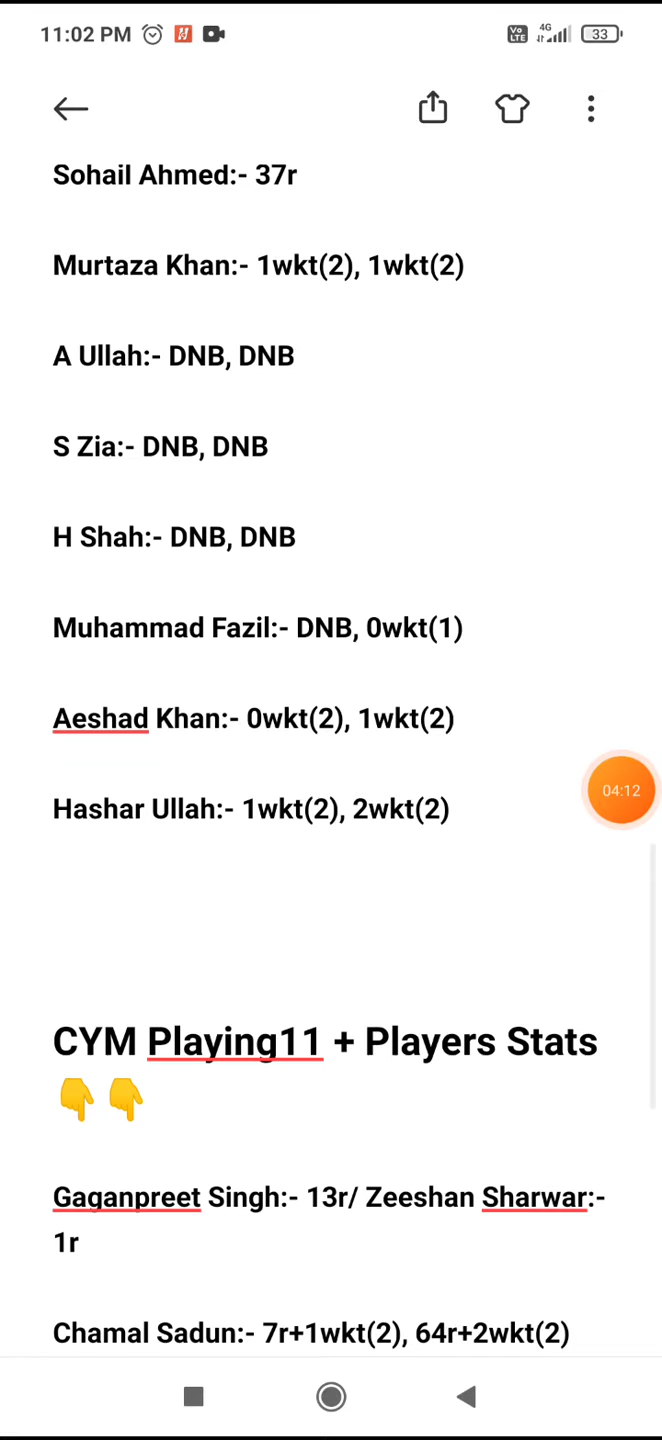 11:02 PM
Vo LTE 4G 33
Sohail Ahmed:- 37r
Murtaza Khan:- 1wkt(2), 1wkt(2)
A Ullah:- DNB, DNB
S Zia:- DNB, DNB
H Shah:- DNB, DNB
Muhammad Fazil:- DNB, 0wkt(1)
Aeshad Khan:- 0wkt(2), 1wkt(2)
04:12
Hashar Ullah:- 1wkt(2), 2wkt(2)
CYM Playing11 + Players Stats
👇👇
Gaganpreet Singh:- 13r/ Zeeshan Sharwar:-
1r
Chamal Sadun:- 7r+1wkt(2), 64r+2wkt(2)